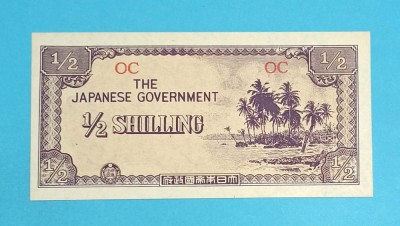 1/2 1/2
OC OC
THE
JAPANESE GOVERNMENT
1/2 SHILLING
1/2 1/2
大日本帝國政府